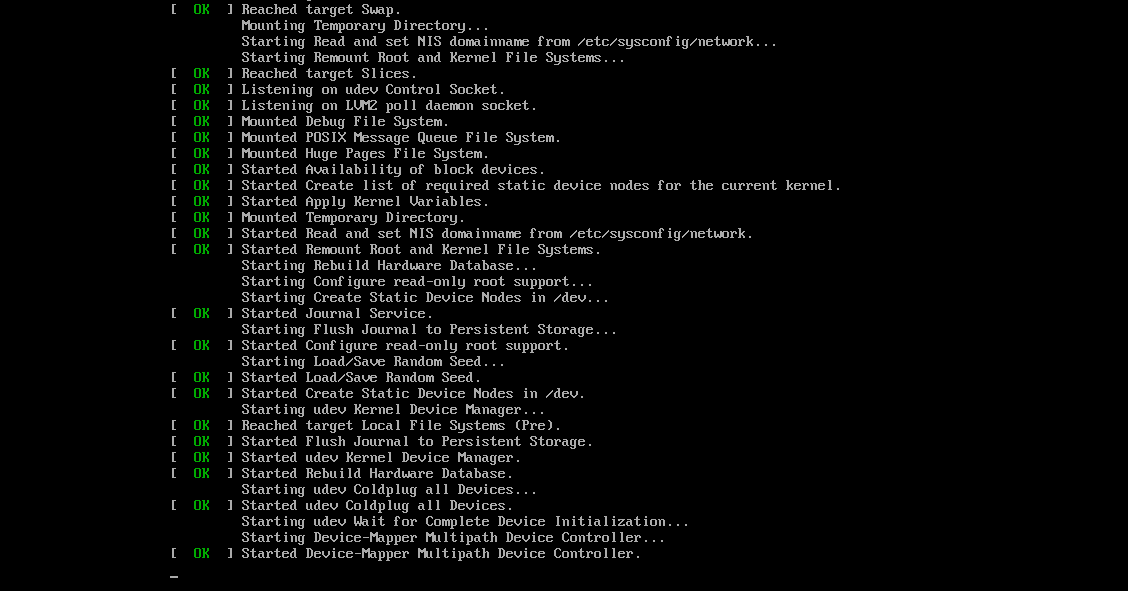 [  OK  ] Reached target Swap.
         Mounting Temporary Directory...
         Starting Read and set NIS domainname from /etc/sysconfig/network...
         Starting Remount Root and Kernel File Systems...
[  OK  ] Reached target Slices.
[  OK  ] Listening on udev Control Socket.
[  OK  ] Listening on LVM2 poll daemon socket.
[  OK  ] Mounted Debug File System.
[  OK  ] Mounted POSIX Message Queue File System.
[  OK  ] Mounted Huge Pages File System.
[  OK  ] Started Availability of block devices.
[  OK  ] Started Create list of required static device nodes for the current kernel.
[  OK  ] Started Apply Kernel Variables.
[  OK  ] Mounted Temporary Directory.
[  OK  ] Started Read and set NIS domainname from /etc/sysconfig/network.
[  OK  ] Started Remount Root and Kernel File Systems.
         Starting Rebuild Hardware Database...
         Starting Configure read-only root support...
         Starting Create Static Device Nodes in /dev...
[  OK  ] Started Journal Service.
         Starting Flush Journal to Persistent Storage...
[  OK  ] Started Configure read-only root support.
         Starting Load/Save Random Seed...
[  OK  ] Started Load/Save Random Seed.
[  OK  ] Started Create Static Device Nodes in /dev.
         Starting udev Kernel Device Manager...
[  OK  ] Reached target Local File Systems (Pre).
[  OK  ] Started Flush Journal to Persistent Storage.
[  OK  ] Started udev Kernel Device Manager.
[  OK  ] Started Rebuild Hardware Database.
         Starting udev Coldplug all Devices...
[  OK  ] Started udev Coldplug all Devices.
         Starting udev Wait for Complete Device Initialization...
         Starting Device-Mapper Multipath Device Controller...
[  OK  ] Started Device-Mapper Multipath Device Controller.